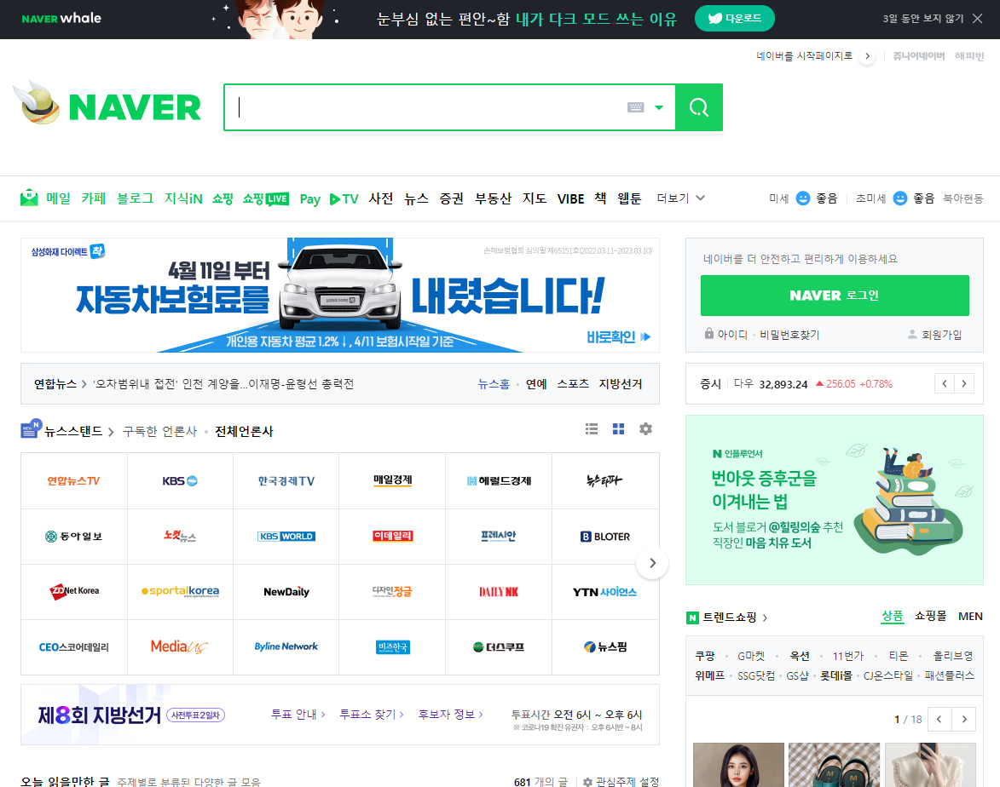 NAVER whale
눈부심 없는 편안~함 내가 다크 모드 쓰는 이유
다운로드
3일 동안 보지 않기
네이버를 시작페이지로
쥬니어네이버 해피빈
NAVER
메일 카페 블로그 지식iN 쇼핑 쇼핑LIVE Pay TV 사전 뉴스 증권 부동산 지도 VIBE 책 웹툰 더보기
미세 좋음 초미세 좋음 북아현동
삼성화재 다이렉트 착
손해보험협회 심의필 제65151호(2022.03.11~2023.03.10)
4월 11일 부터
자동차보험료를 내렸습니다!
개인용 자동차 평균 1.2%↓, 4/11 보험시작일 기준
바로확인
네이버를 더 안전하고 편리하게 이용하세요
NAVER 로그인
아이디 · 비밀번호찾기 회원가입
연합뉴스 > '오차범위내 접전' 인천 계양을...이재명-윤형선 총력전
뉴스홈 · 연예 스포츠 지방선거
증시 다우 32,893.24 ▲ 256.05 +0.78%
뉴스스탠드 > 구독한 언론사 · 전체언론사
연합뉴스TV KBS 한국경제TV 매일경제 헤럴드경제 뉴스타파
동아일보 노컷뉴스 KBS WORLD 이데일리 프레시안 BLOTER
ZDNet Korea sportalkorea NewDaily 디자인정글 DAILY NK YTN 사이언스
CEO스코어데일리 Media US Byline Network 비즈한국 더스쿠프 뉴스핌
N 인플루언서
번아웃 증후군을
이겨내는 법
도서 블로거 @힐링의숲 추천
직장인 마음 치유 도서
제8회 지방선거 사전투표2일차
투표 안내 > 투표소 찾기 > 후보자 정보 >
투표시간 오전 6시 ~ 오후 6시
※ 코로나19 확진 유권자 : 오후 6시반 ~ 8시
N 트렌드쇼핑 >
상품 쇼핑몰 MEN
쿠팡 · G마켓 · 옥션 · 11번가 · 티몬 · 올리브영
위메프 · SSG닷컴 · GS샵 · 롯데i몰 · CJ온스타일 · 패션플러스
1 / 18
오늘 읽을만한 글 주제별로 분류된 다양한 글 모음
681 개의 글 관심주제 설정